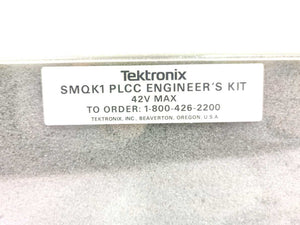 Tektronix
SMQK1 PLCC ENGINEER'S KIT
42V MAX
TO ORDER: 1-800-426-2200
TEKTRONIX, INC. BEAVERTON, OREGON, U.S.A.